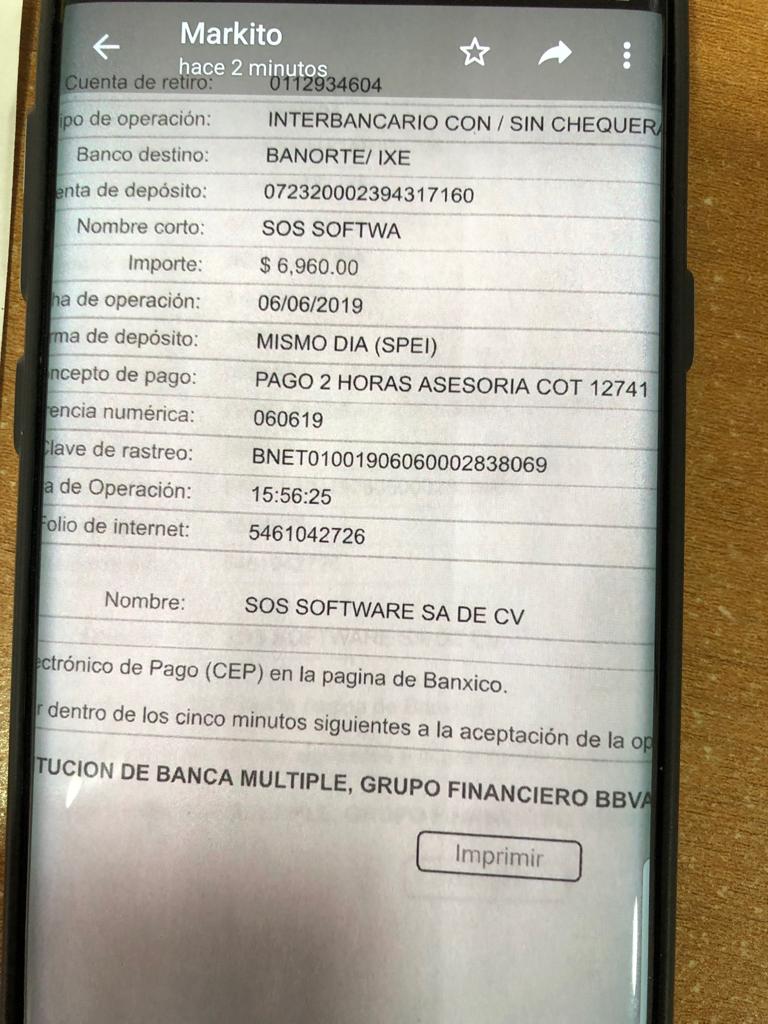 Markito
hace 2 minutos
Cuenta de retiro: 0112934604
ipo de operación: INTERBANCARIO CON / SIN CHEQUERA
Banco destino: BANORTE/ IXE
enta de depósito: 072320002394317160
Nombre corto: SOS SOFTWA
Importe: $ 6,960.00
ha de operación: 06/06/2019
ma de depósito: MISMO DIA (SPEI)
ncepto de pago: PAGO 2 HORAS ASESORIA COT 12741
encia numérica: 060619
Clave de rastreo: BNET01001906060002838069
a de Operación: 15:56:25
Folio de internet: 5461042726
Nombre: SOS SOFTWARE SA DE CV
ectrónico de Pago (CEP) en la pagina de Banxico.
r dentro de los cinco minutos siguientes a la aceptación de la op
TUCION DE BANCA MULTIPLE, GRUPO FINANCIERO BBVA
Imprimir